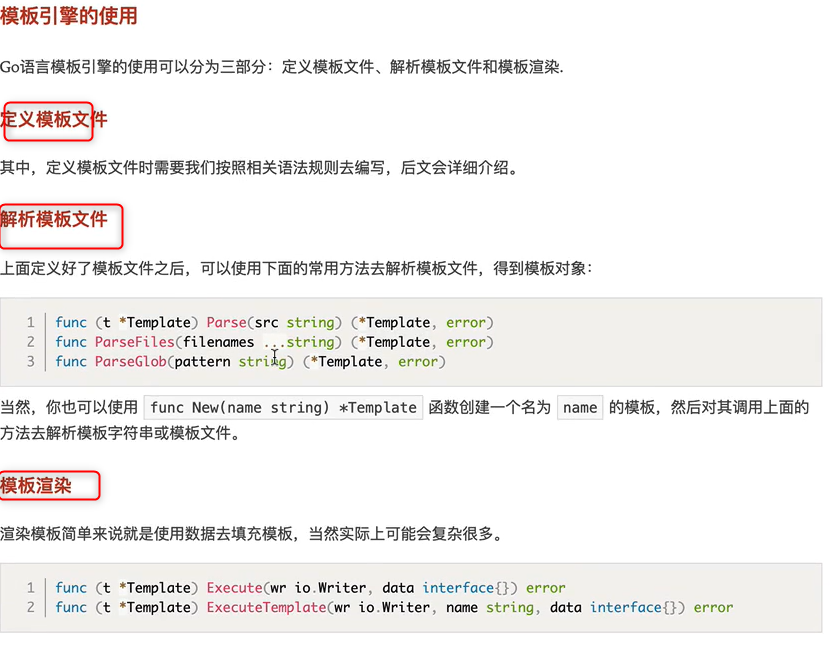 模板引擎的使用
Go语言模板引擎的使用可以分为三部分：定义模板文件、解析模板文件和模板渲染.
定义模板文件
其中，定义模板文件时需要我们按照相关语法规则去编写，后文会详细介绍。
解析模板文件
上面定义好了模板文件之后，可以使用下面的常用方法去解析模板文件，得到模板对象：
1 func (t *Template) Parse(src string) (*Template, error)
2 func ParseFiles(filenames ...string) (*Template, error)
3 func ParseGlob(pattern string) (*Template, error)
当然，你也可以使用 func New(name string) *Template 函数创建一个名为 name 的模板，然后对其调用上面的
方法去解析模板字符串或模板文件。
模板渲染
渲染模板简单来说就是使用数据去填充模板，当然实际上可能会复杂很多。
1 func (t *Template) Execute(wr io.Writer, data interface{}) error
2 func (t *Template) ExecuteTemplate(wr io.Writer, name string, data interface{}) error